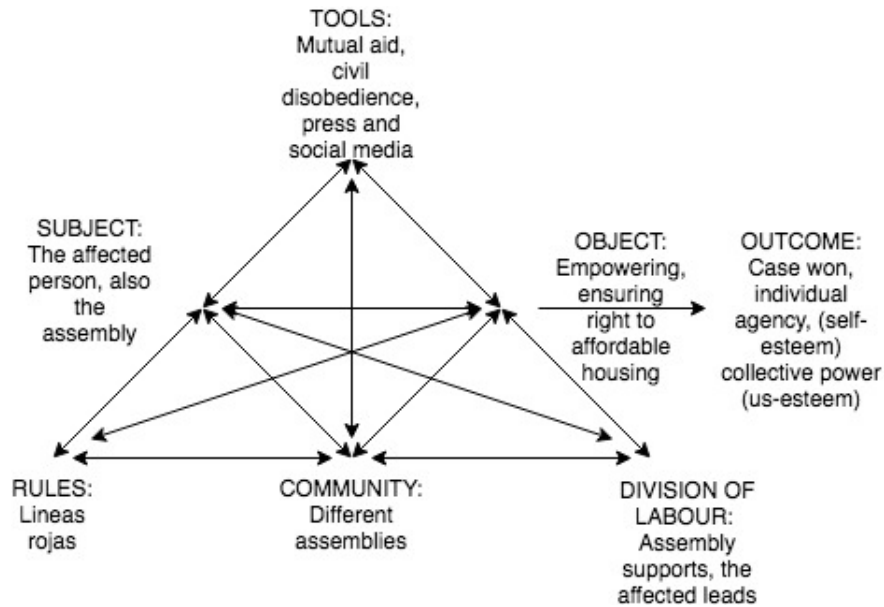 TOOLS:
Mutual aid,
civil
disobedience,
press and
social media
SUBJECT:
The affected
person, also
the
assembly
OBJECT:
Empowering,
ensuring
right to
affordable
housing
OUTCOME:
Case won,
individual
agency, (self-
esteem)
collective power
(us-esteem)
RULES:
Lineas
rojas
COMMUNITY:
Different
assemblies
DIVISION OF
LABOUR:
Assembly
supports, the
affected leads